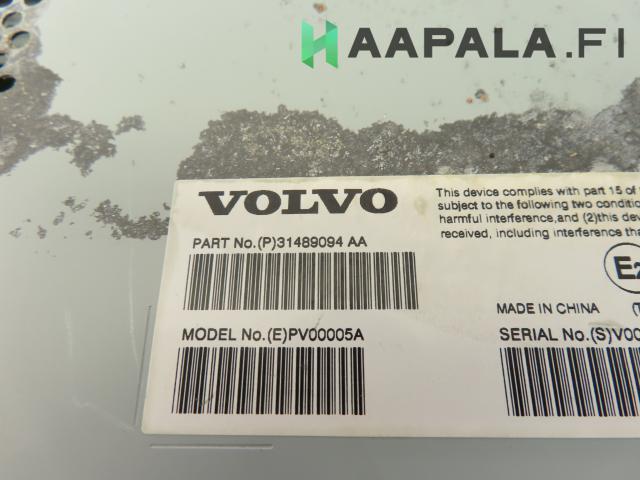 HAAPALA.FI
VOLVO
PART No.(P)31489094 AA
MODEL No.(E)PV00005A
This device complies with part 15 of
subject to the following two condition
harmful interference,and (2)this dev
received, including interference tha
E2
MADE IN CHINA
SERIAL No.(S)V00